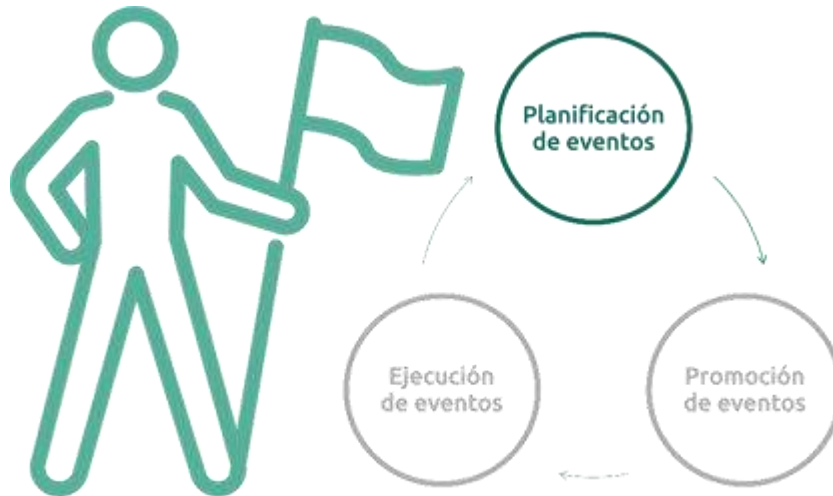 Planificación
de eventos
Ejecución
de eventos
Promoción
de eventos